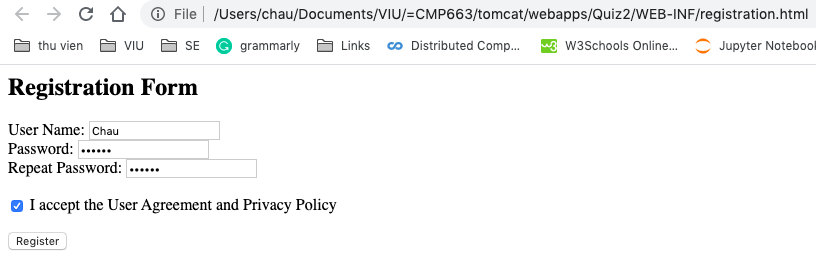 File | /Users/chau/Documents/VIU/=CMP663/tomcat/webapps/Quiz2/WEB-INF/registration.html
thu vien VIU SE grammarly Links Distributed Comp... W3Schools Online... Jupyter Notebook
Registration Form
User Name: Chau
Password: ••••••
Repeat Password: ••••••
I accept the User Agreement and Privacy Policy
Register